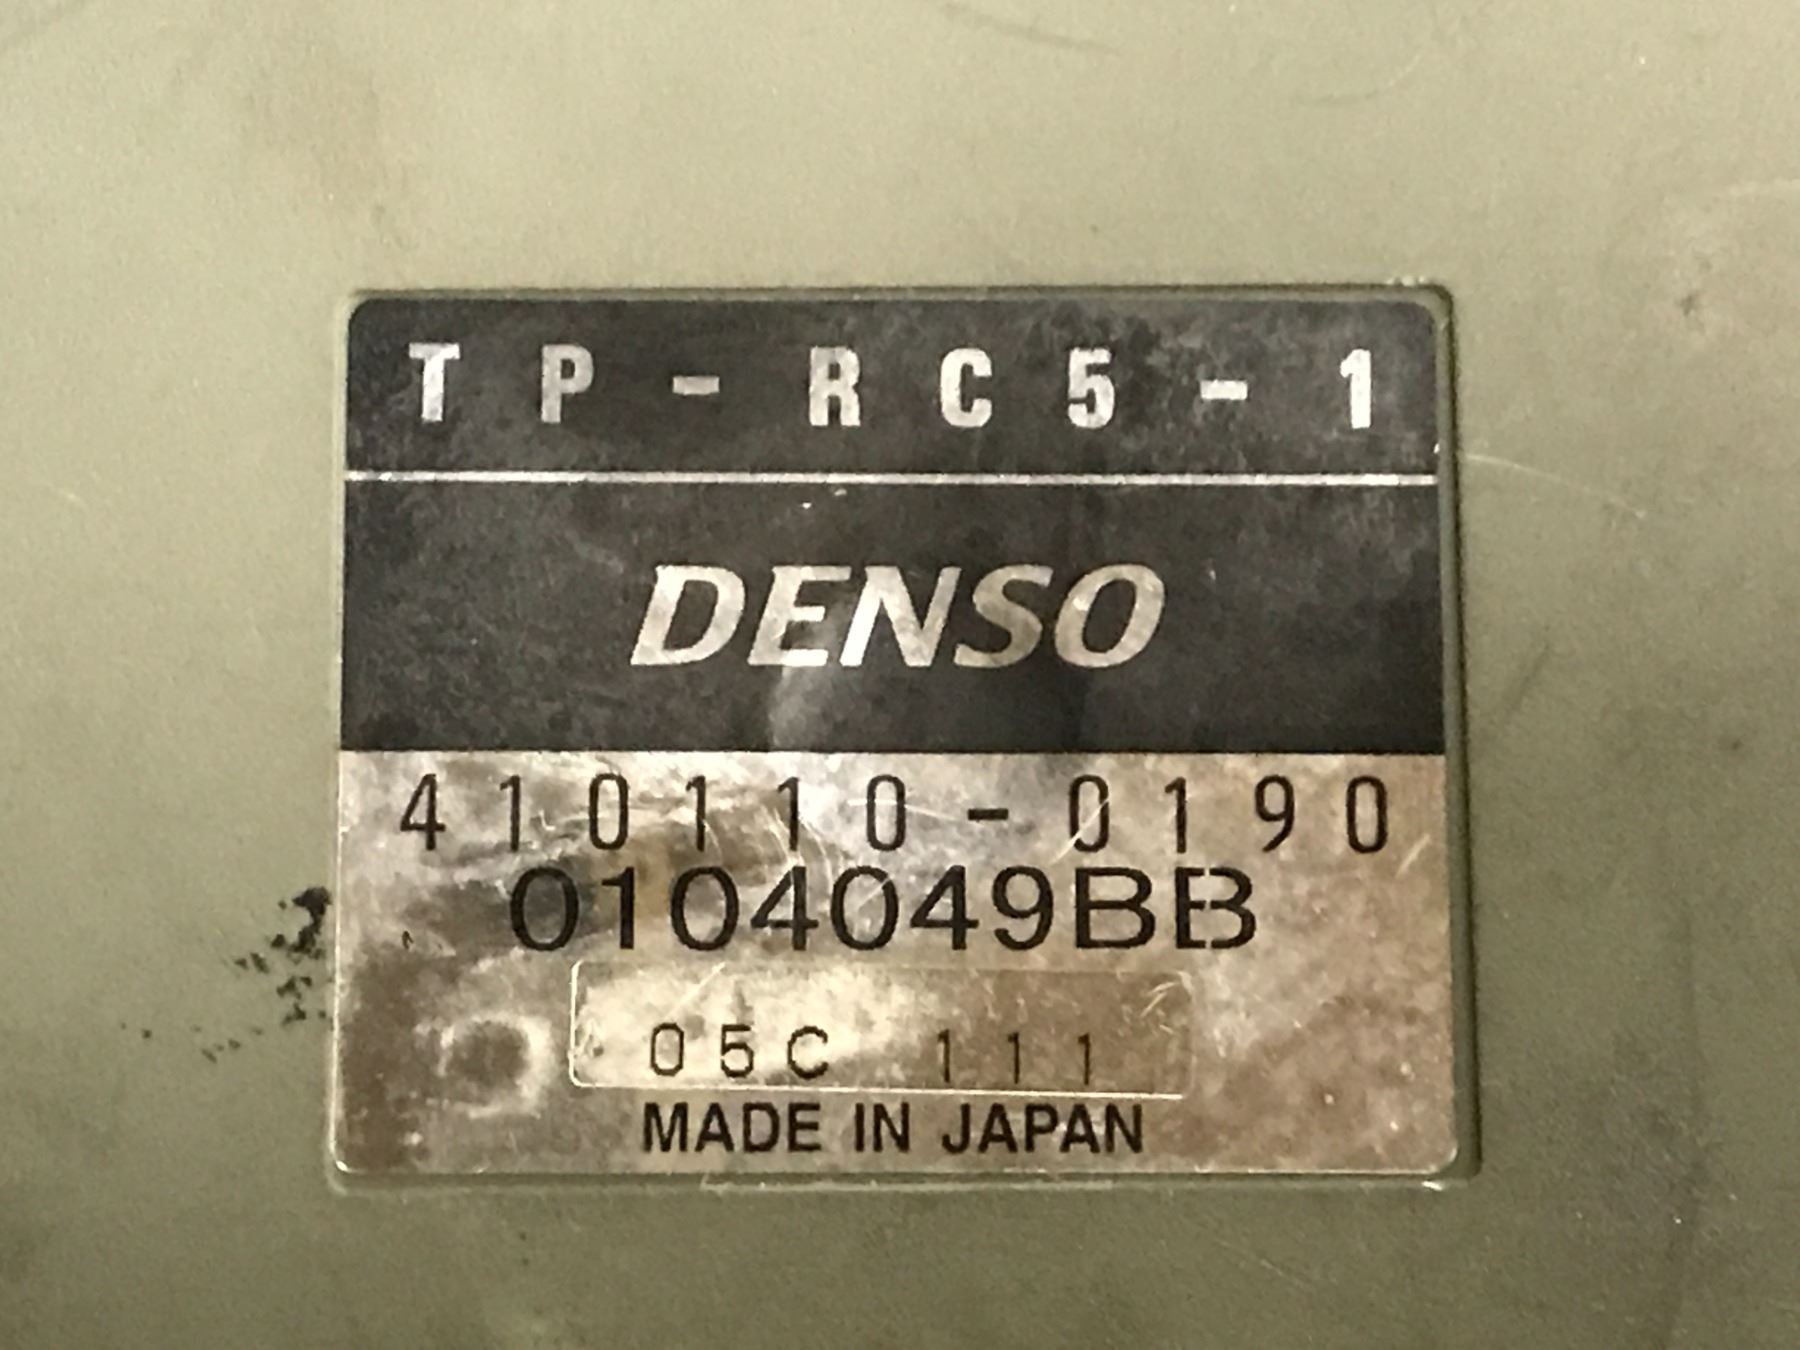 TP-RC5-1
DENSO
410110-0190
0104049BB
05C 111
MADE IN JAPAN